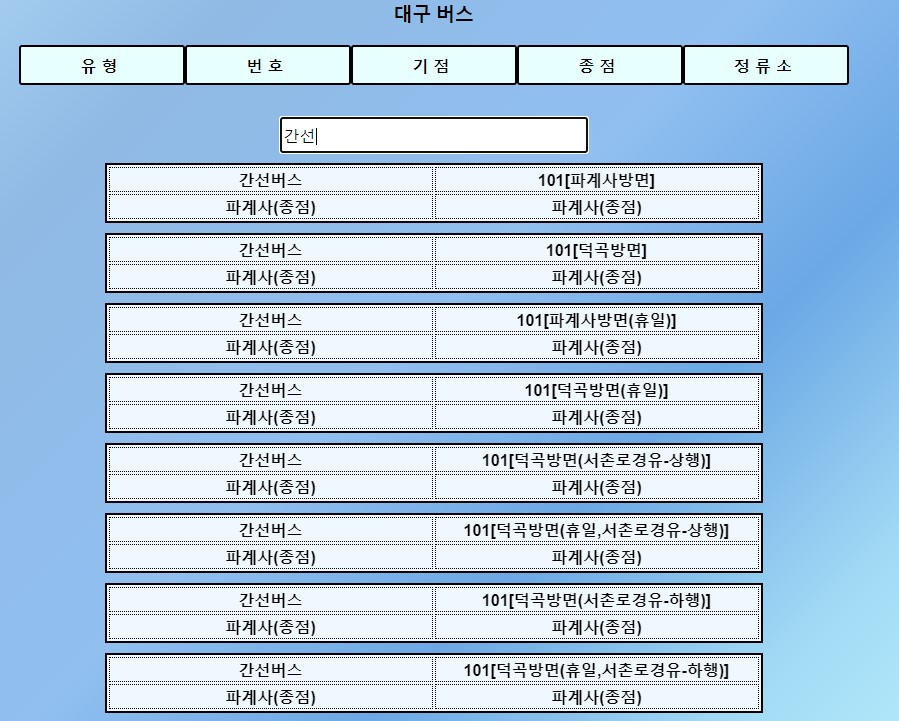 대구 버스
유 형 번 호 기 점 종 점 정 류 소
간선
간선버스 101[파계사방면]
파계사(종점) 파계사(종점)
간선버스 101[덕곡방면]
파계사(종점) 파계사(종점)
간선버스 101[파계사방면(휴일)]
파계사(종점) 파계사(종점)
간선버스 101[덕곡방면(휴일)]
파계사(종점) 파계사(종점)
간선버스 101[덕곡방면(서촌로경유-상행)]
파계사(종점) 파계사(종점)
간선버스 101[덕곡방면(휴일,서촌로경유-상행)]
파계사(종점) 파계사(종점)
간선버스 101[덕곡방면(서촌로경유-하행)]
파계사(종점) 파계사(종점)
간선버스 101[덕곡방면(휴일,서촌로경유-하행)]
파계사(종점) 파계사(종점)